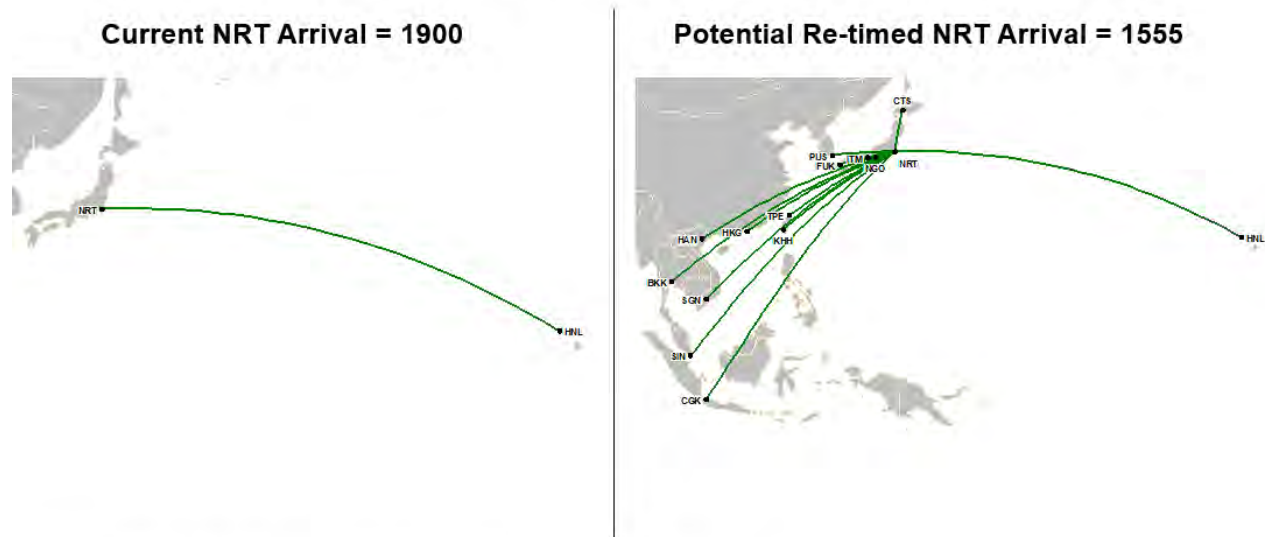 Current NRT Arrival = 1900
NRT
HNL
Potential Re-timed NRT Arrival = 1555
CTS
PUS
ITM
NRT
FUK
NGO
TPE
HAN
HKG
KHH
HNL
BKK
SGN
SIN
CGK